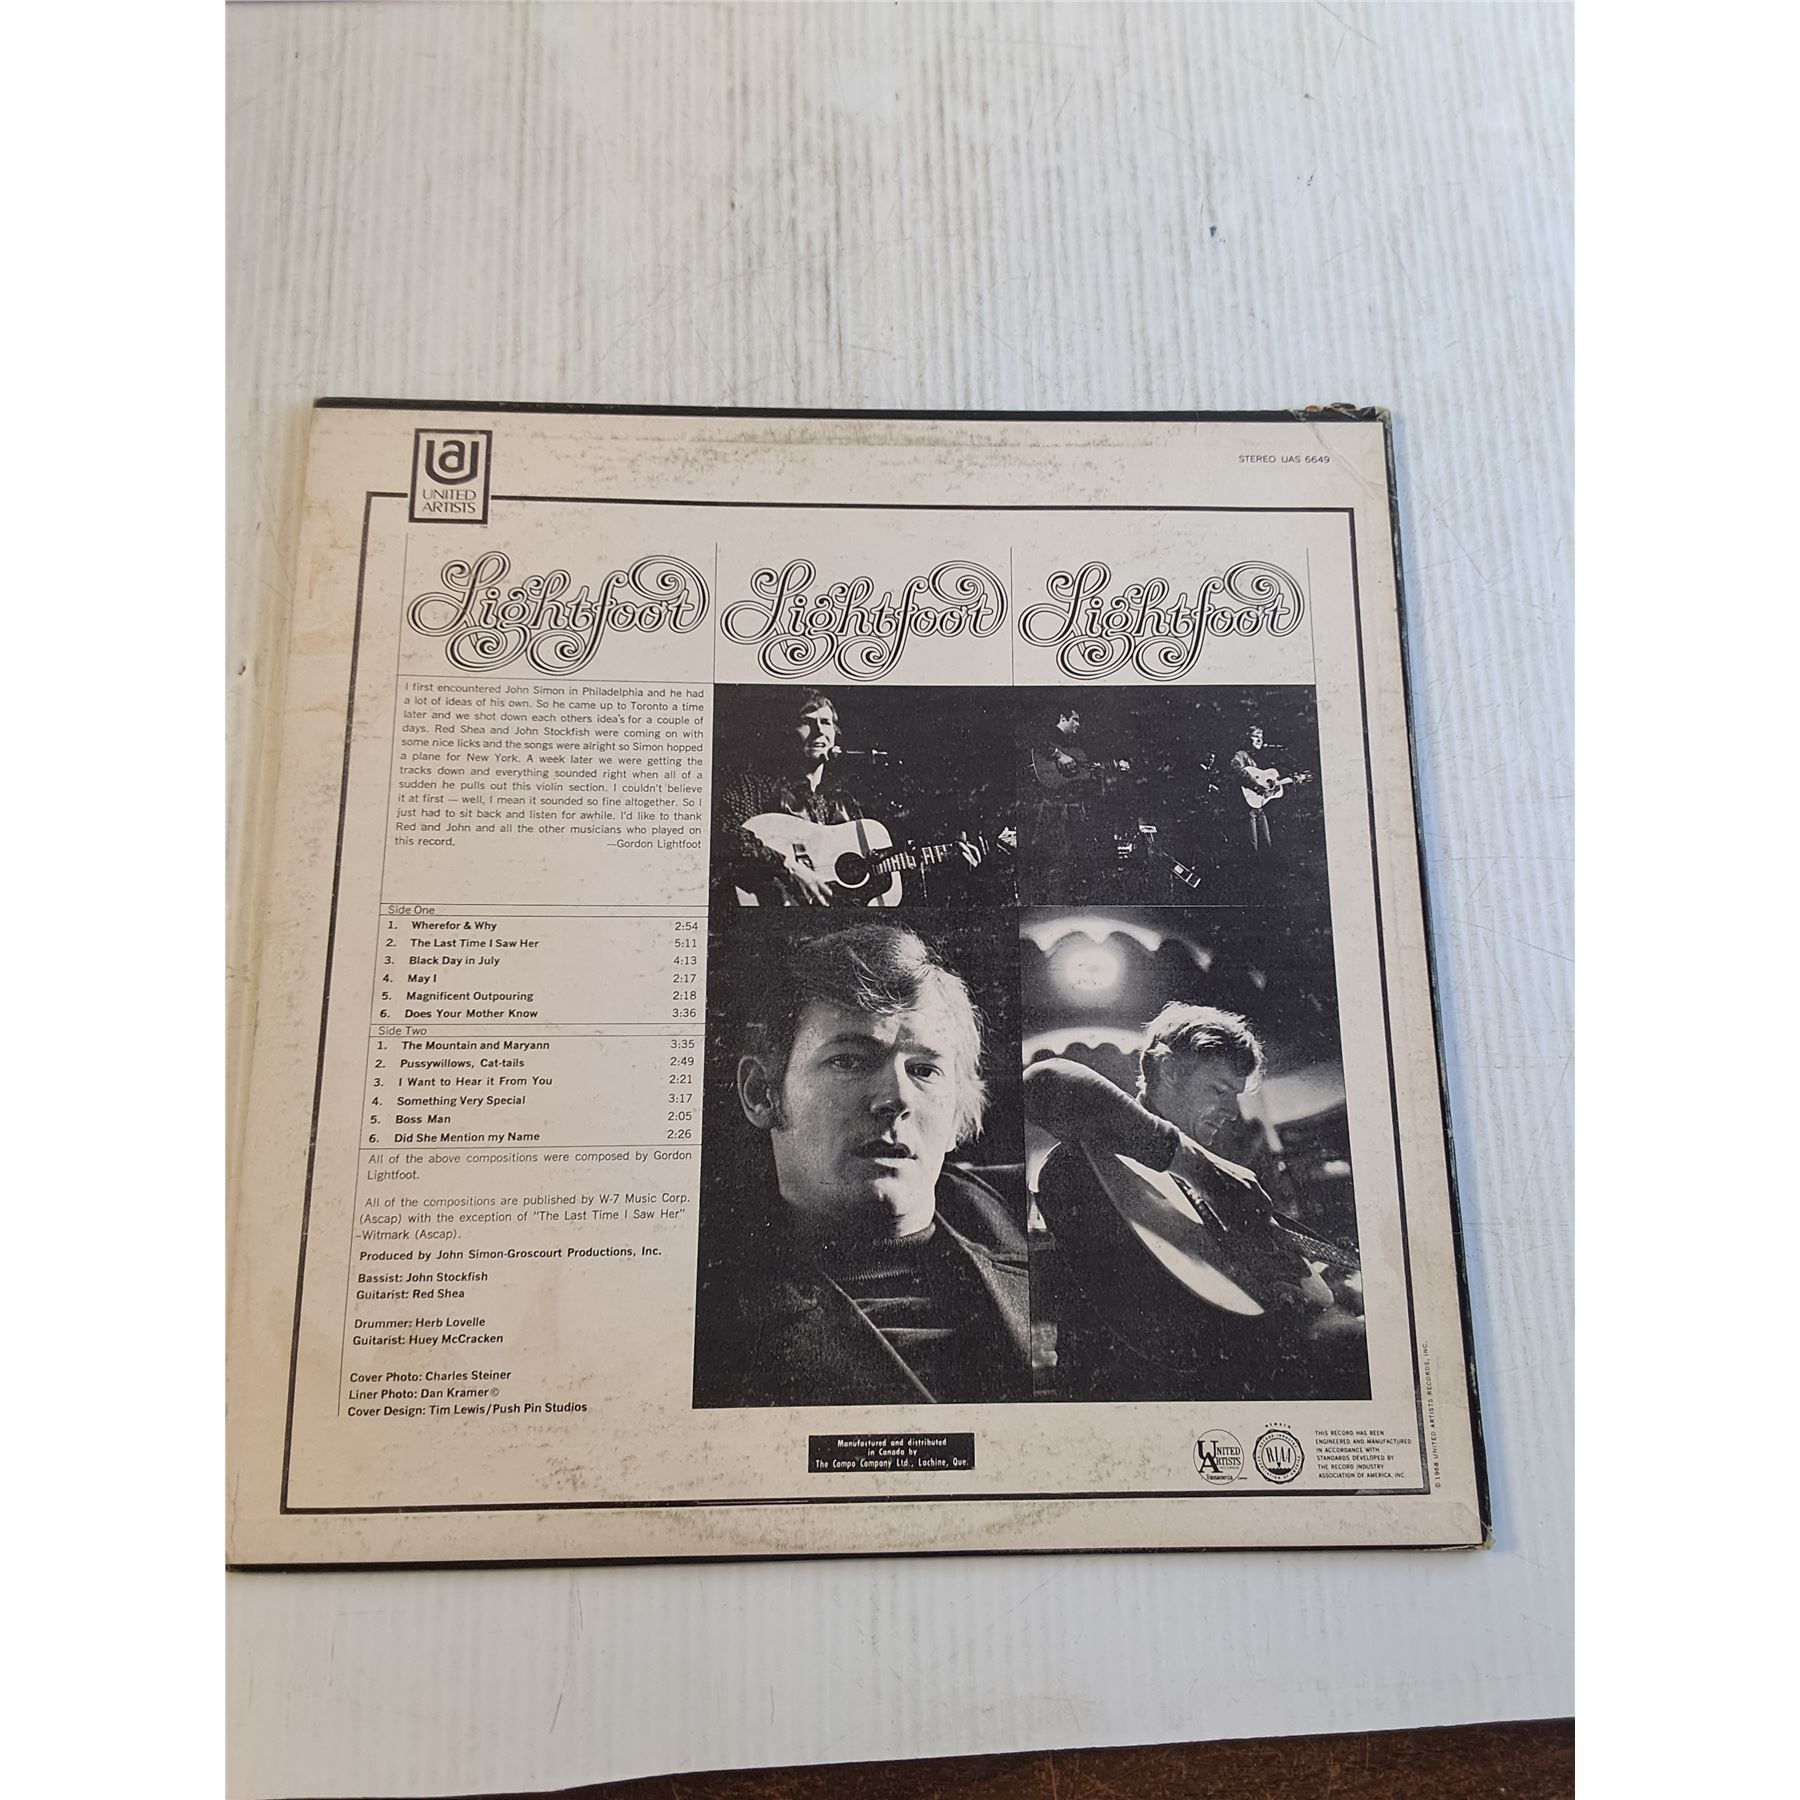 UNITED
ARTISTS
STEREO UAS 6649
Lightfoot
Lightfoot
Lightfoot
I first encountered John Simon in Philadelphia and he had
a lot of ideas of his own. So he came up to Toronto a time
later and we shot down each others idea's for a couple of
days. Red Shea and John Stockfish were coming on with
some nice licks and the songs were alright so Simon hopped
a plane for New York. A week later we were getting the
tracks down and everything sounded right when all of a
sudden he pulls out this violin section. I couldn't believe
it at first — well, I mean it sounded so fine altogether. So I
just had to sit back and listen for awhile. I'd like to thank
Red and John and all the other musicians who played on
this record. —Gordon Lightfoot
Side One
1. Wherefor & Why 2:54
2. The Last Time I Saw Her 5:11
3. Black Day in July 4:13
4. May I 2:17
5. Magnificent Outpouring 2:18
6. Does Your Mother Know 3:36
Side Two
1. The Mountain and Maryann 3:35
2. Pussywillows, Cat-tails 2:49
3. I Want to Hear it From You 2:21
4. Something Very Special 3:17
5. Boss Man 2:05
6. Did She Mention my Name 2:26
All of the above compositions were composed by Gordon
Lightfoot.
All of the compositions are published by W-7 Music Corp.
(Ascap) with the exception of "The Last Time I Saw Her"
-Witmark (Ascap).
Produced by John Simon-Groscourt Productions, Inc.
Bassist: John Stockfish
Guitarist: Red Shea
Drummer: Herb Lovelle
Guitarist: Huey McCracken
Cover Photo: Charles Steiner
Liner Photo: Dan Kramer©
Cover Design: Tim Lewis/Push Pin Studios
Manufactured and distributed
in Canada by
The Compo Company Ltd., Lachine, Que.
UNITED
ARTISTS
RIAA
THIS RECORD HAS BEEN
ENGINEERED AND MANUFACTURED
IN ACCORDANCE WITH
STANDARDS DEVELOPED BY
THE RECORD INDUSTRY
ASSOCIATION OF AMERICA, INC.
© 1968 UNITED ARTISTS RECORDS, INC.